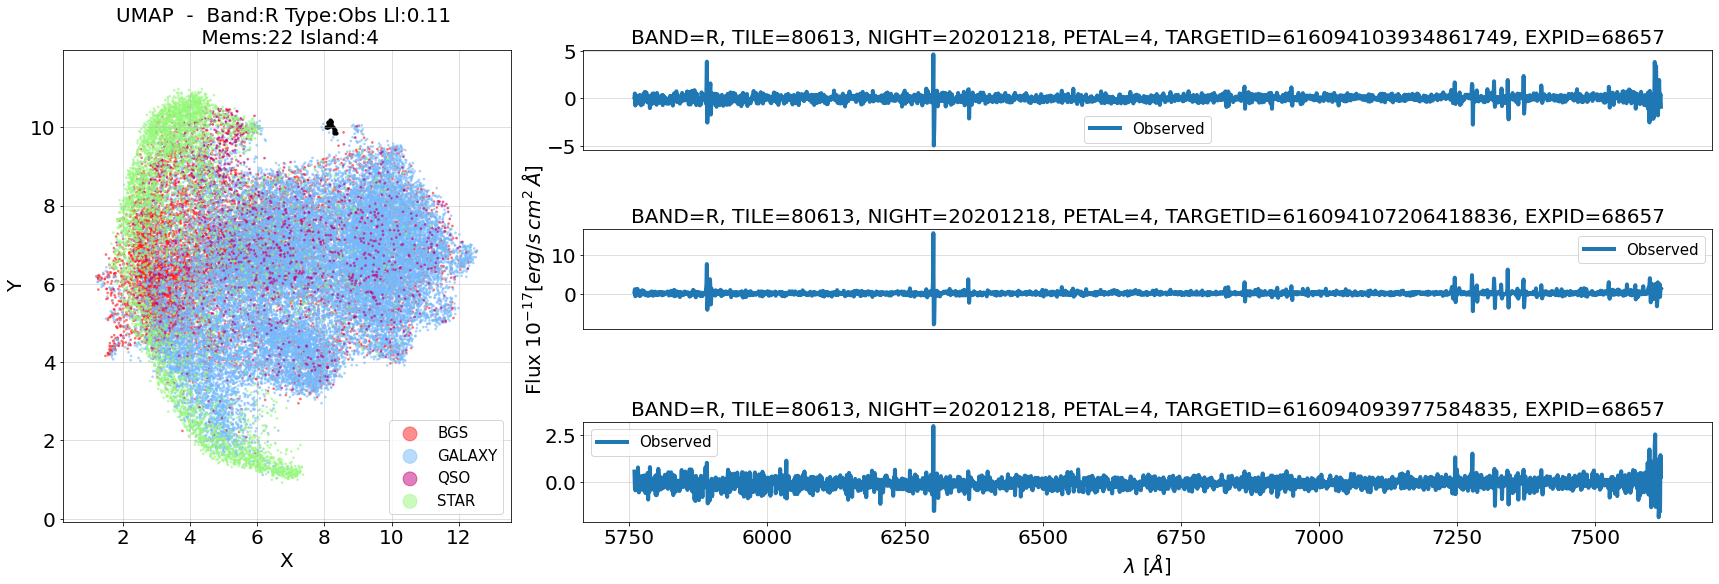 UMAP - Band:R Type:Obs Ll:0.11
Mems:22 Island:4
Y
10
8
6
4
2
0
2 4 6 8 10 12
X
BGS
GALAXY
QSO
STAR
Flux 10⁻¹⁷[erg/s cm² Å]
BAND=R, TILE=80613, NIGHT=20201218, PETAL=4, TARGETID=616094103934861749, EXPID=68657
5
0
−5
Observed
BAND=R, TILE=80613, NIGHT=20201218, PETAL=4, TARGETID=616094107206418836, EXPID=68657
10
0
Observed
BAND=R, TILE=80613, NIGHT=20201218, PETAL=4, TARGETID=616094093977584835, EXPID=68657
2.5
0.0
Observed
5750 6000 6250 6500 6750 7000 7250 7500
λ [Å]